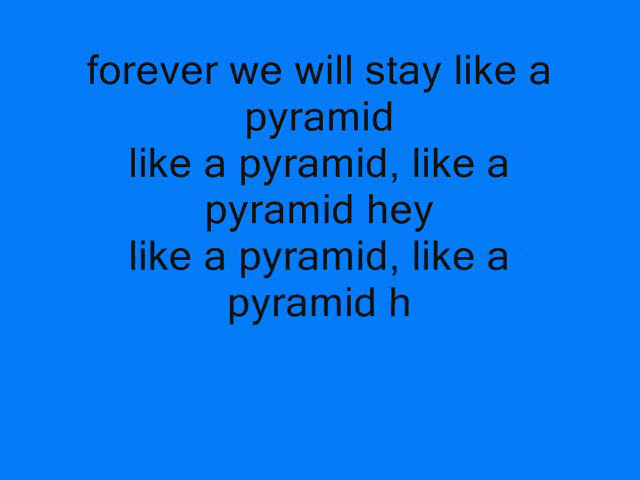 forever we will stay like a
pyramid
like a pyramid, like a
pyramid hey
like a pyramid, like a
pyramid h